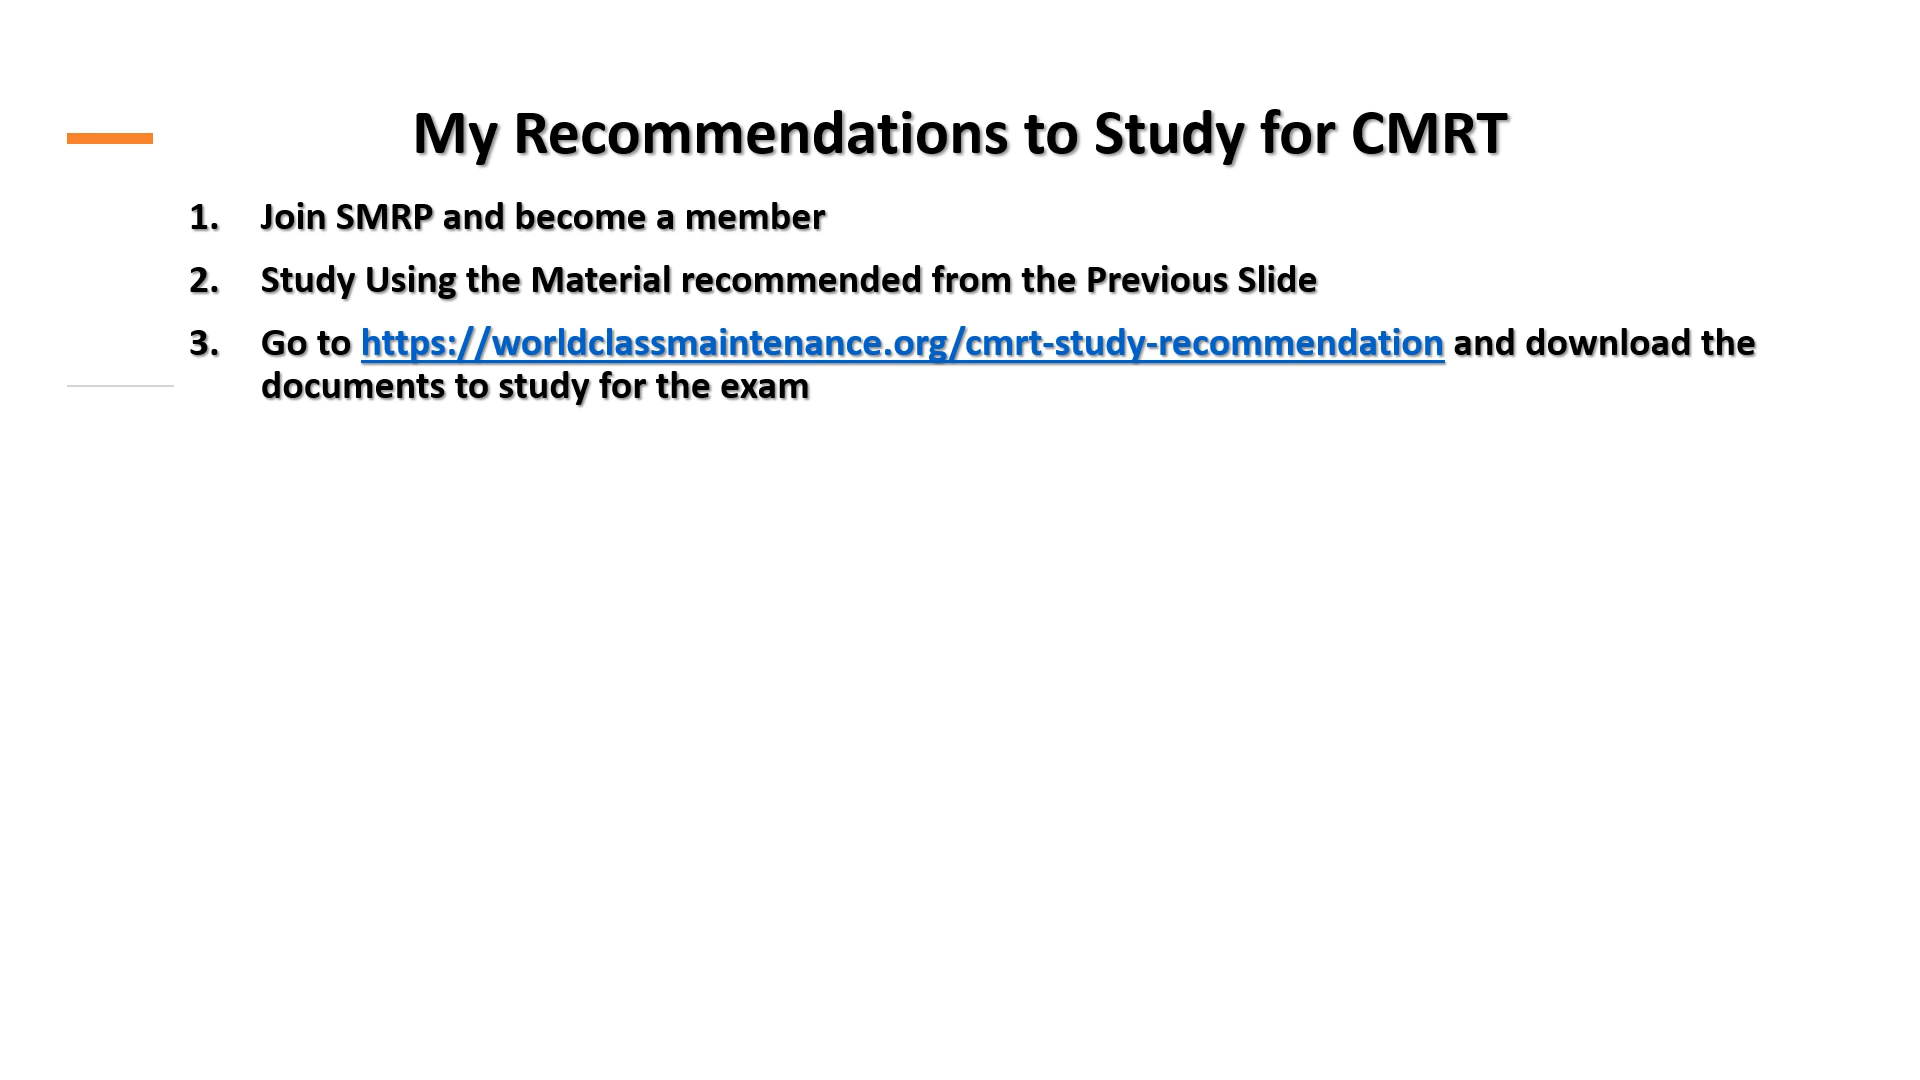 My Recommendations to Study for CMRT
1. Join SMRP and become a member
2. Study Using the Material recommended from the Previous Slide
3. Go to https://worldclassmaintenance.org/cmrt-study-recommendation and download the
documents to study for the exam